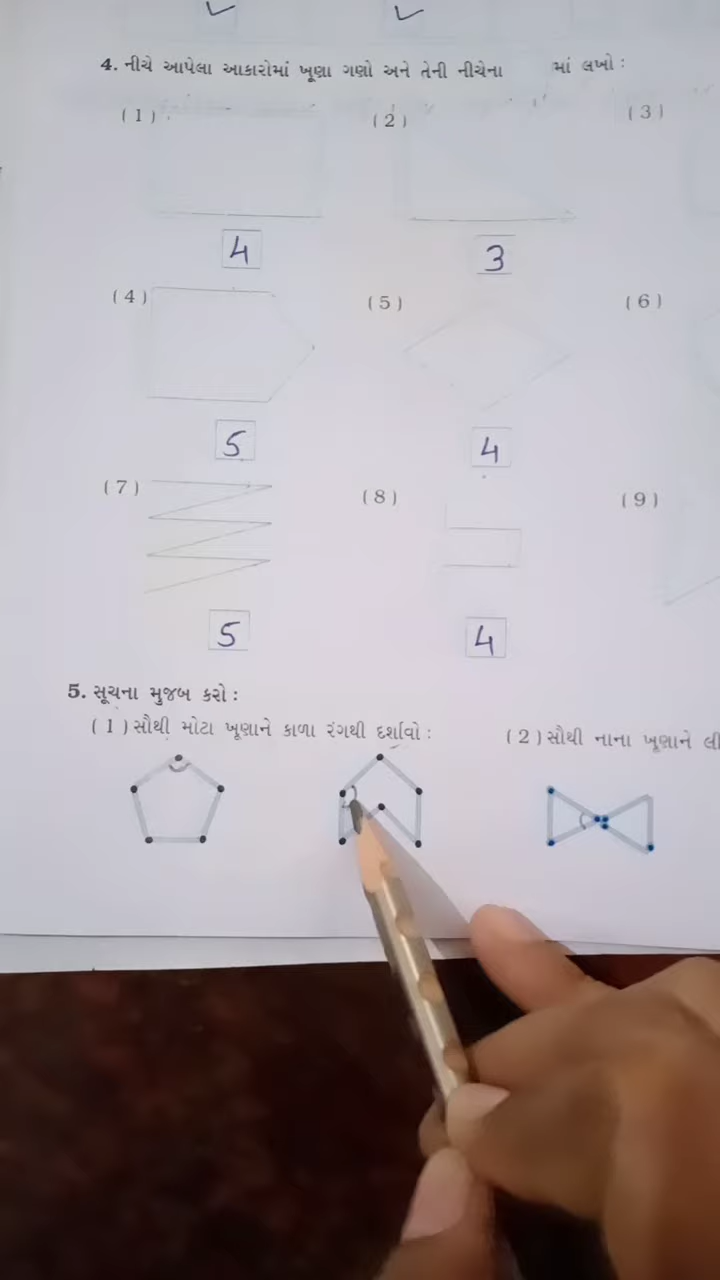 4. નીચે આપેલા આકારોમાં ખૂણા ગણો અને તેની નીચેના માં લખો :
(1) (2) (3)
4 3
(4) (5) (6)
5 4
(7) (8) (9)
5 4
5. સૂચના મુજબ કરો :
(1) સૌથી મોટા ખૂણાને કાળા રંગથી દર્શાવો : (2) સૌથી નાના ખૂણાને